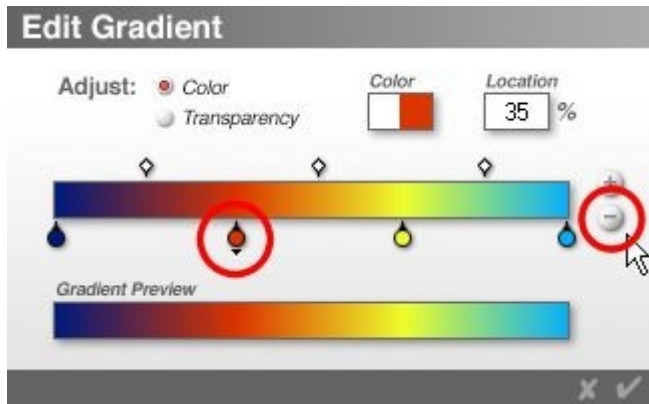 Edit Gradient
Adjust:
Color
Transparency
Color
Location
35 %
Gradient Preview